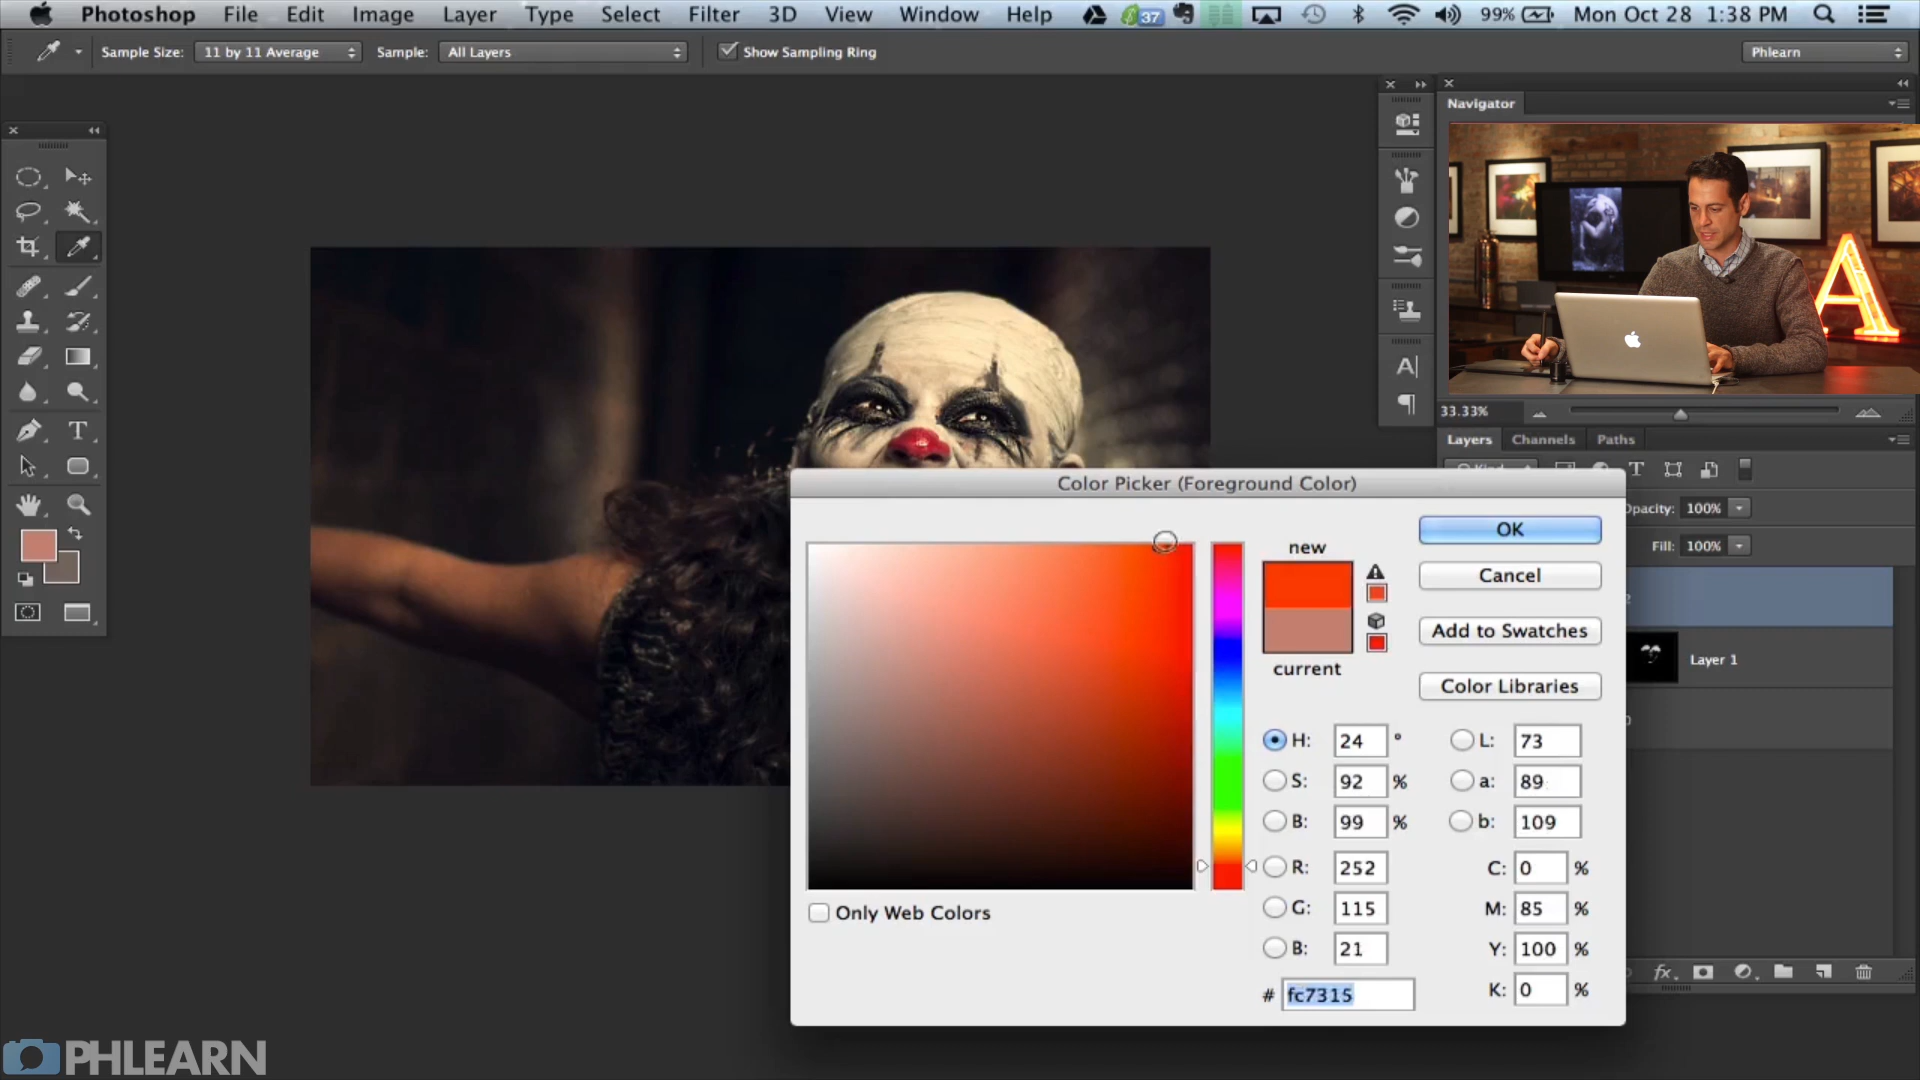 Photoshop File Edit Image Layer Type Select Filter 3D View Window Help 37 99% Mon Oct 28 1:38 PM
Sample Size: 11 by 11 Average Sample: All Layers Show Sampling Ring Phlearn
Navigator
A
33.33%
Layers Channels Paths
Color Picker (Foreground Color)
Opacity: 100%
Fill: 100%
new
current
OK
Cancel
Add to Swatches
Color Libraries
Layer 1
H: 24 ° L: 73
S: 92 % a: 89
B: 99 % b: 109
R: 252 C: 0 %
G: 115 M: 85 %
B: 21 Y: 100 %
# fc7315 K: 0 %
Only Web Colors
fx
PHLEARN